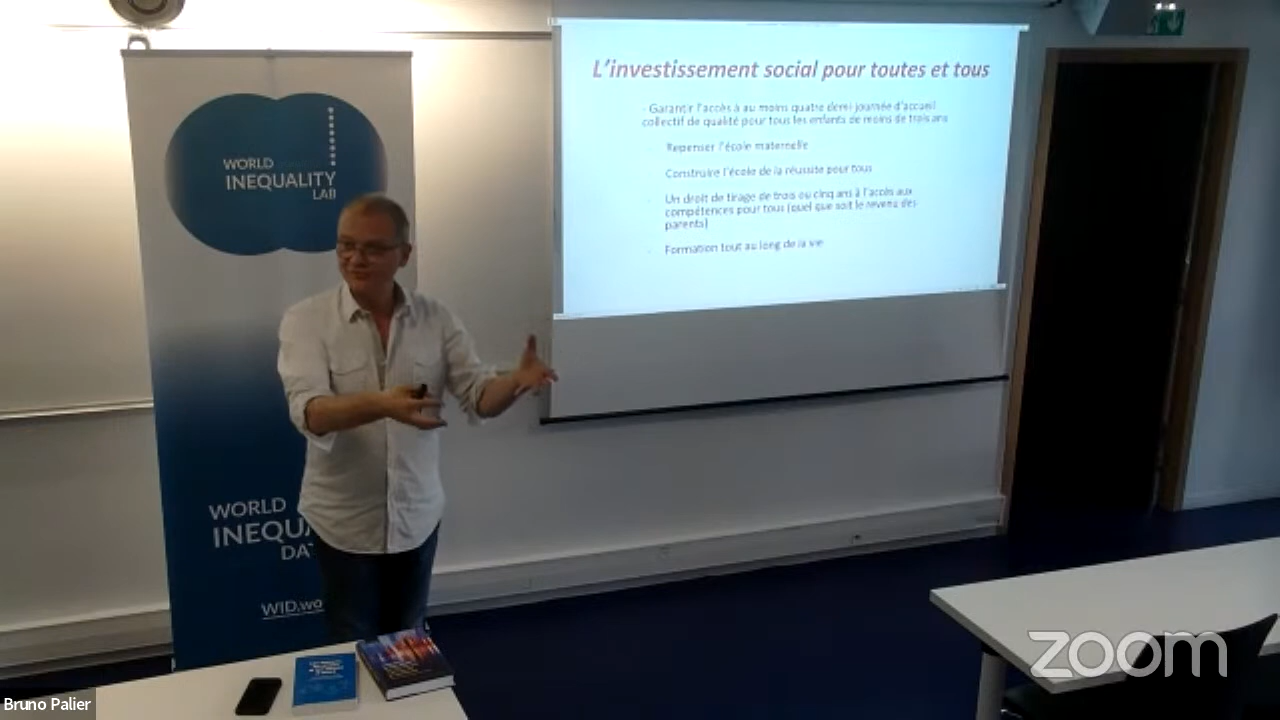 WORLD
INEQUALITY
LAB
L'investissement social pour toutes et tous
- Garantir l'accès à au moins quatre demi journée d'accueil
collectif de qualité pour tous les enfants de moins de trois ans
Repenser l'école maternelle
Construire l'école de la réussite pour tous
- Un droit de tirage de trois ou cinq ans à l'accès aux
compétences pour tous (quel que soit le revenu des
parents)
- Formation tout au long de la vie
WORLD
INEQU
DAT
WID.wo
zoom
Bruno Palier